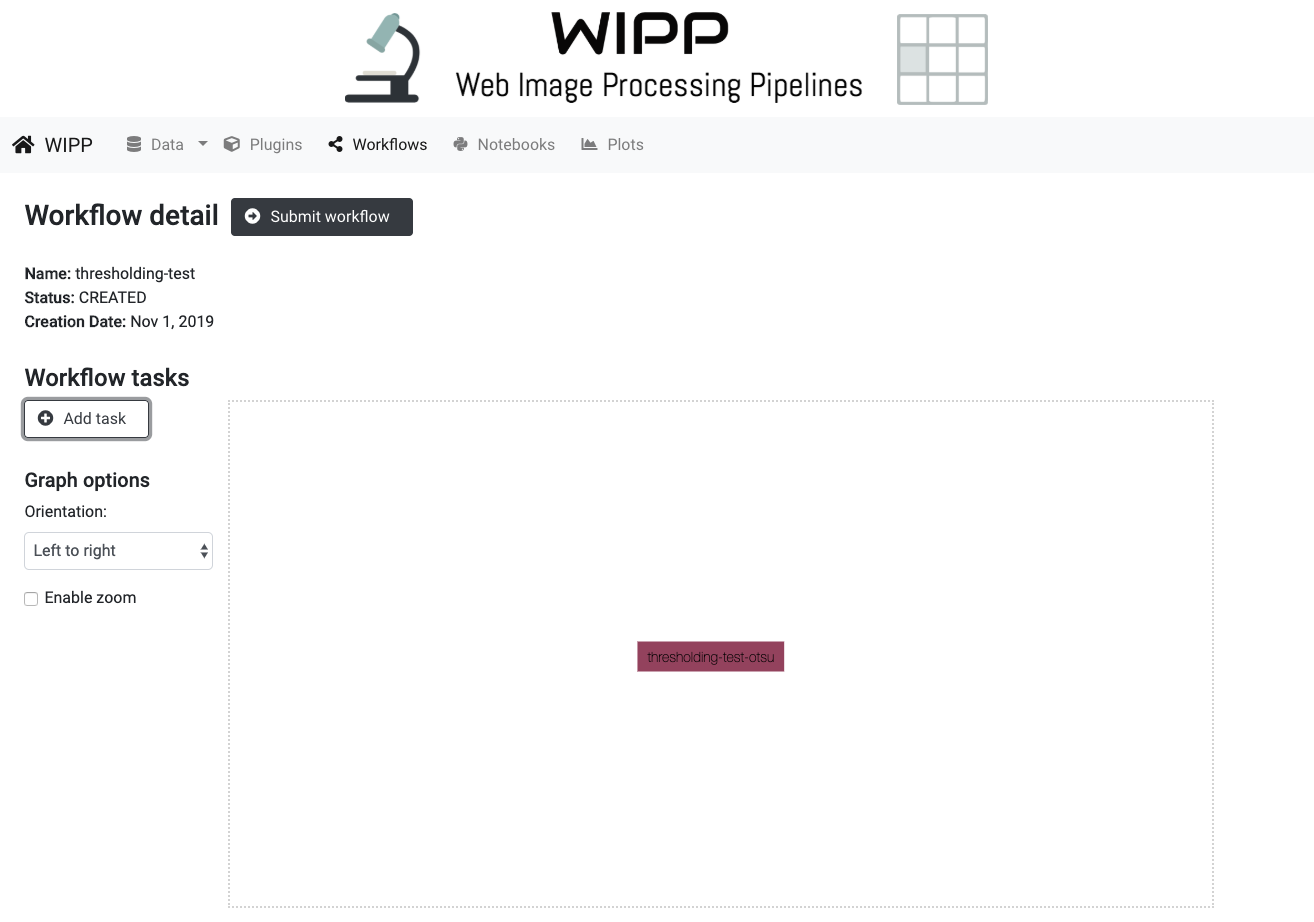 WIPP
Web Image Processing Pipelines
WIPP Data Plugins Workflows Notebooks Plots
Workflow detail Submit workflow
Name: thresholding-test
Status: CREATED
Creation Date: Nov 1, 2019
Workflow tasks
Add task
Graph options
Orientation:
Left to right
Enable zoom
thresholding-test-otsu